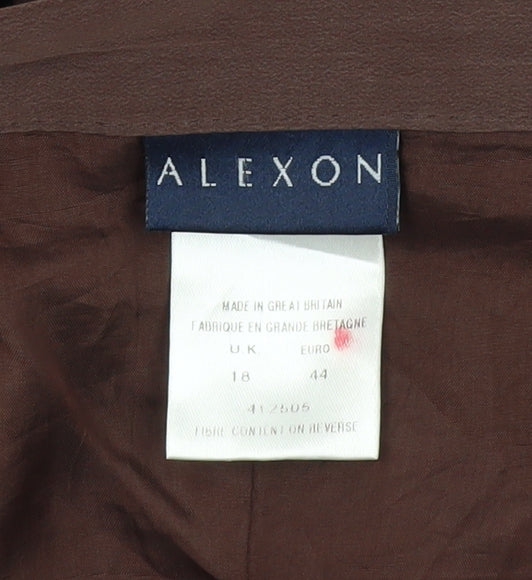 ALEXON
MADE IN GREAT BRITAIN
FABRIQUE EN GRANDE BRETAGNE
U.K. EURO
18 44
412506
FIBRE CONTENT ON REVERSE